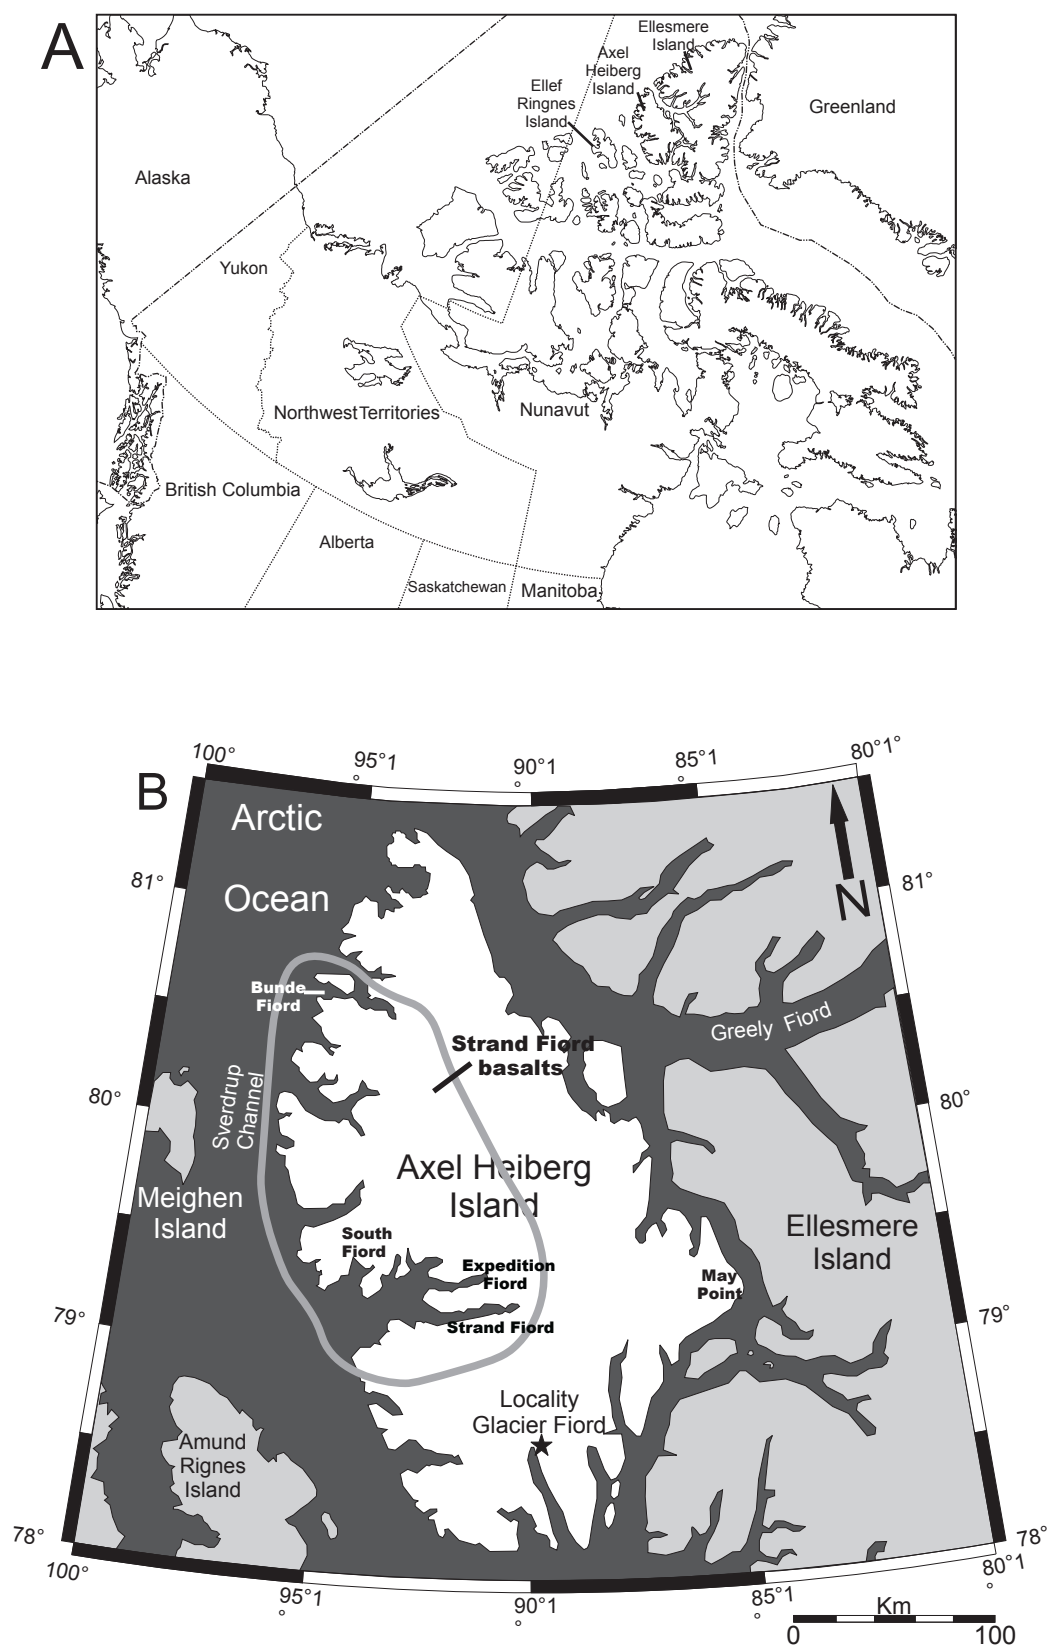 A
Ellesmere
Island
Axel
Heiberg
Island
Ellef
Ringnes
Island
Greenland
Alaska
Yukon
Northwest Territories
Nunavut
British Columbia
Alberta
Saskatchewan
Manitoba
B
100°
95°1
°
90°1
°
85°1
°
80°1°
Arctic
Ocean
N
81°
81°
Bunde
Fiord
Greely Fiord
Strand Fiord
basalts
Sverdrup
Channel
80°
80°
Axel Heiberg
Island
Meighen
Island
Ellesmere
Island
South
Fiord
Expedition
Fiord
May
Point
Strand Fiord
79°
79°
Locality
Glacier Fiord
Amund
Rignes
Island
78°
78°
100°
95°1
°
90°1
°
85°1
°
80°1
°
Km
0
100